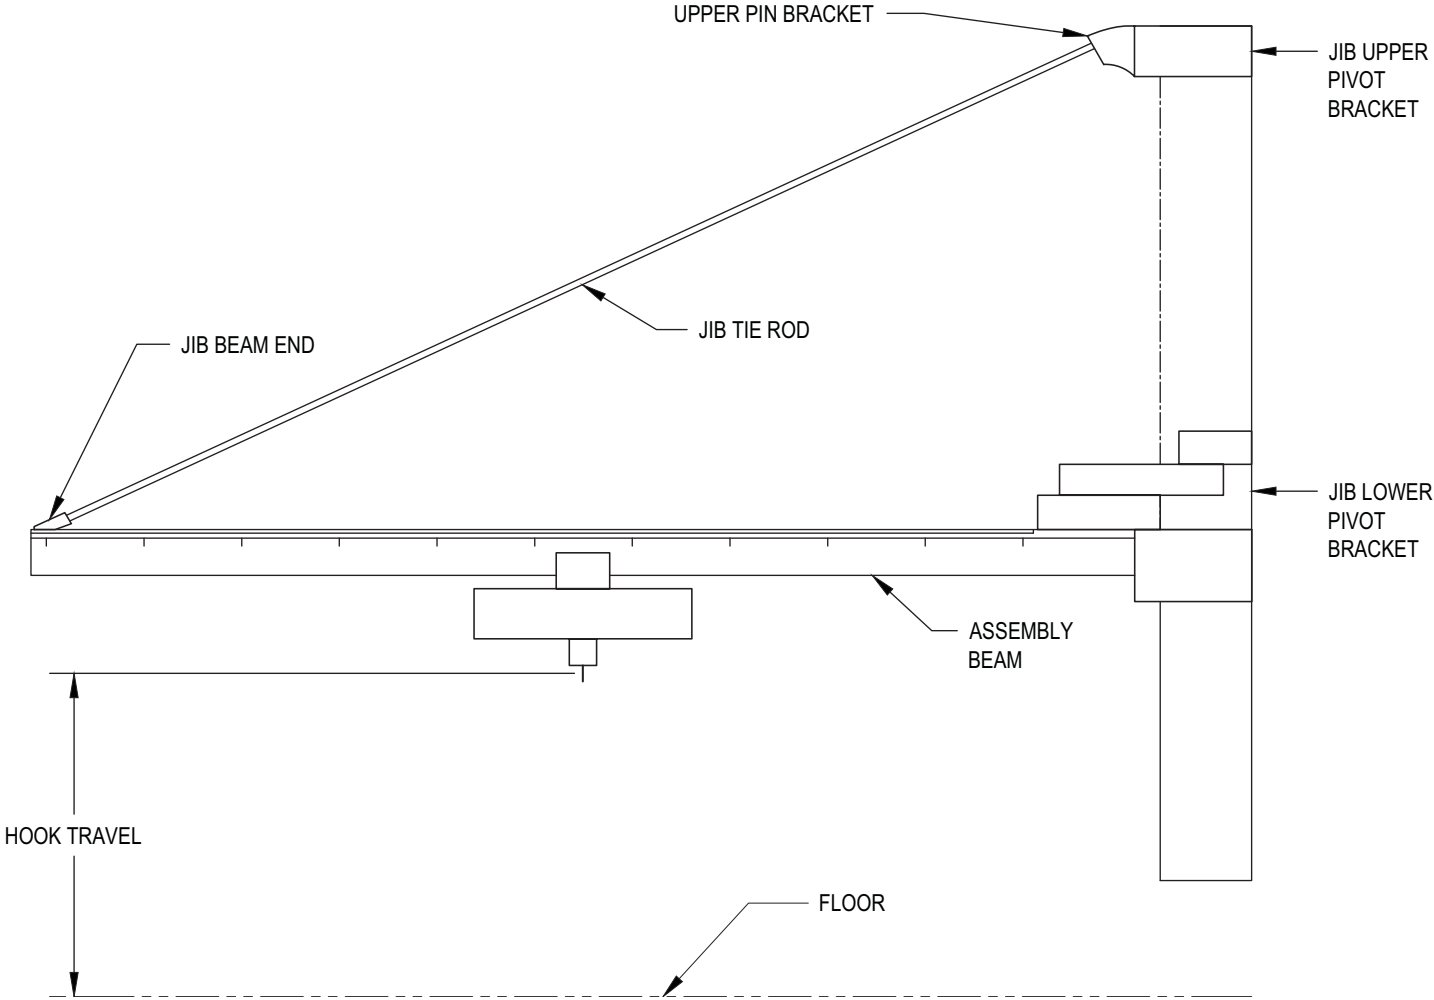 UPPER PIN BRACKET
JIB UPPER
PIVOT
BRACKET
JIB TIE ROD
JIB BEAM END
JIB LOWER
PIVOT
BRACKET
ASSEMBLY
BEAM
HOOK TRAVEL
FLOOR